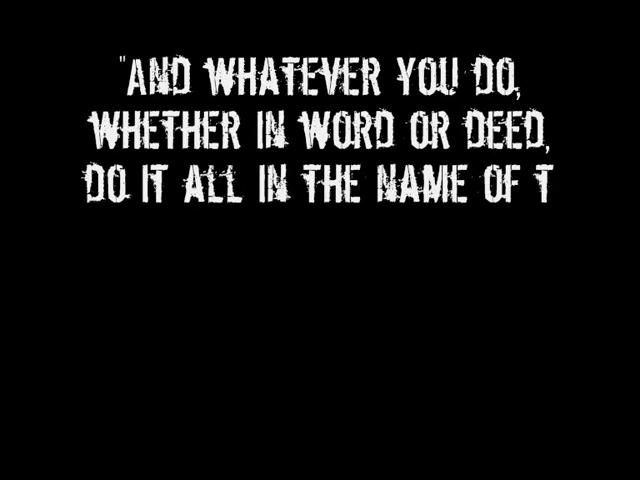 "AND WHATEVER YOU DO,
WHETHER IN WORD OR DEED,
DO IT ALL IN THE NAME OF T